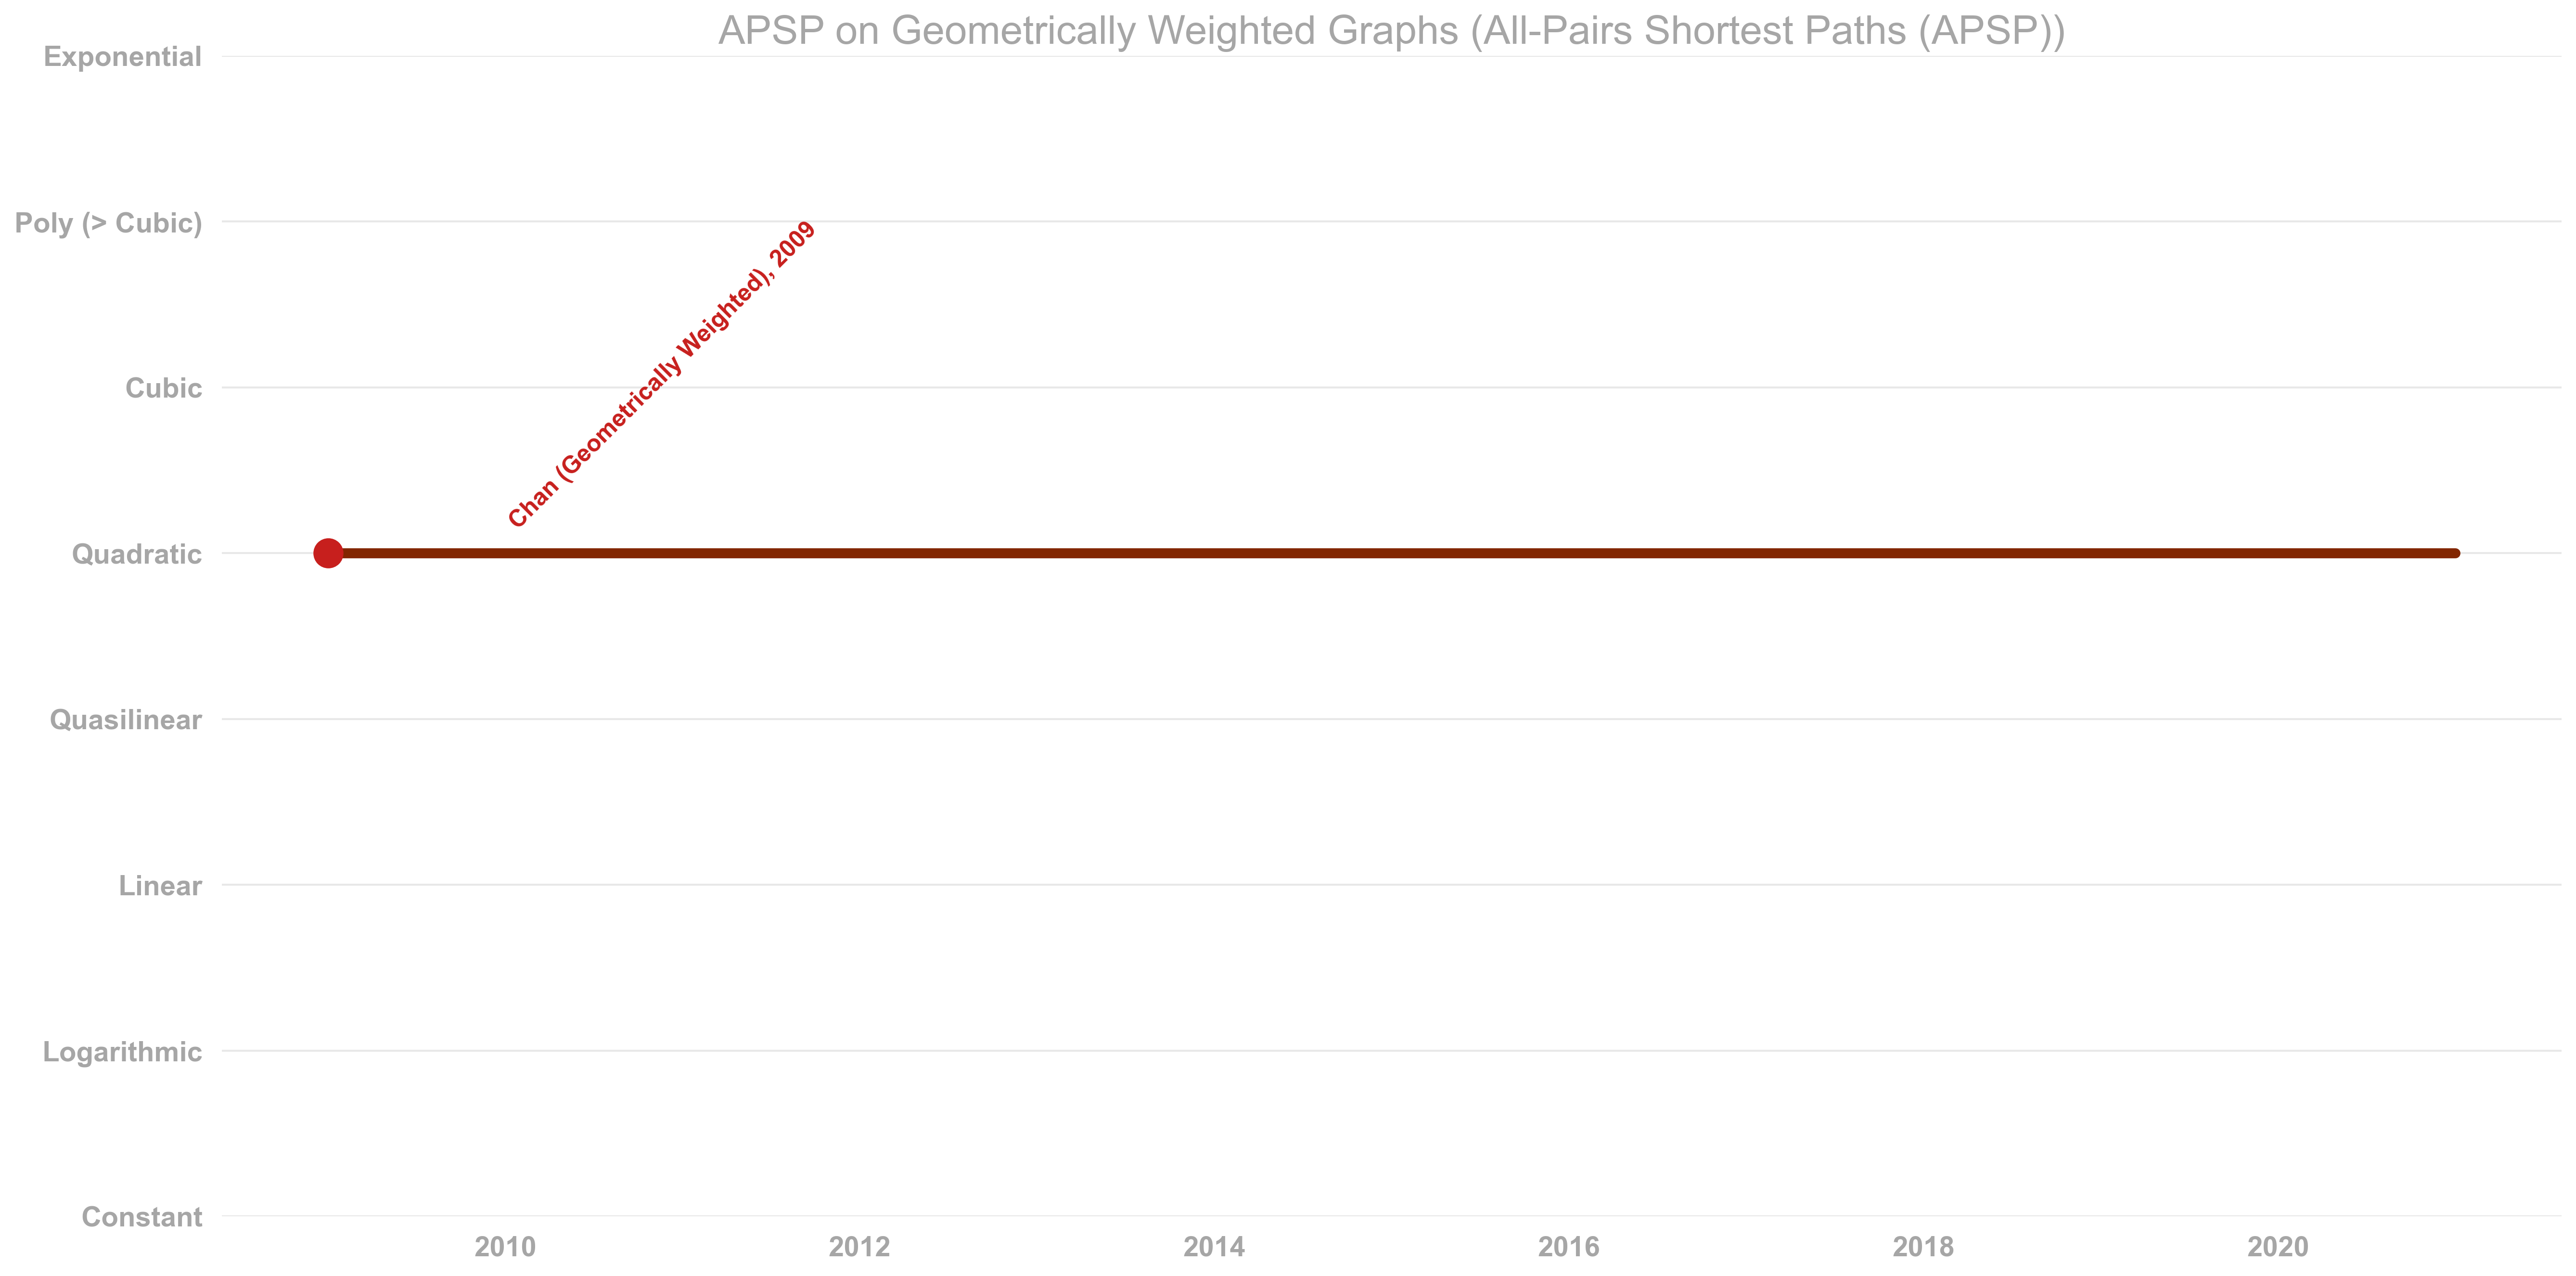 APSP on Geometrically Weighted Graphs (All-Pairs Shortest Paths (APSP))
Exponential
Poly (> Cubic)
Cubic
Quadratic
Quasilinear
Linear
Logarithmic
Constant
Chan (Geometrically Weighted), 2009
2010
2012
2014
2016
2018
2020